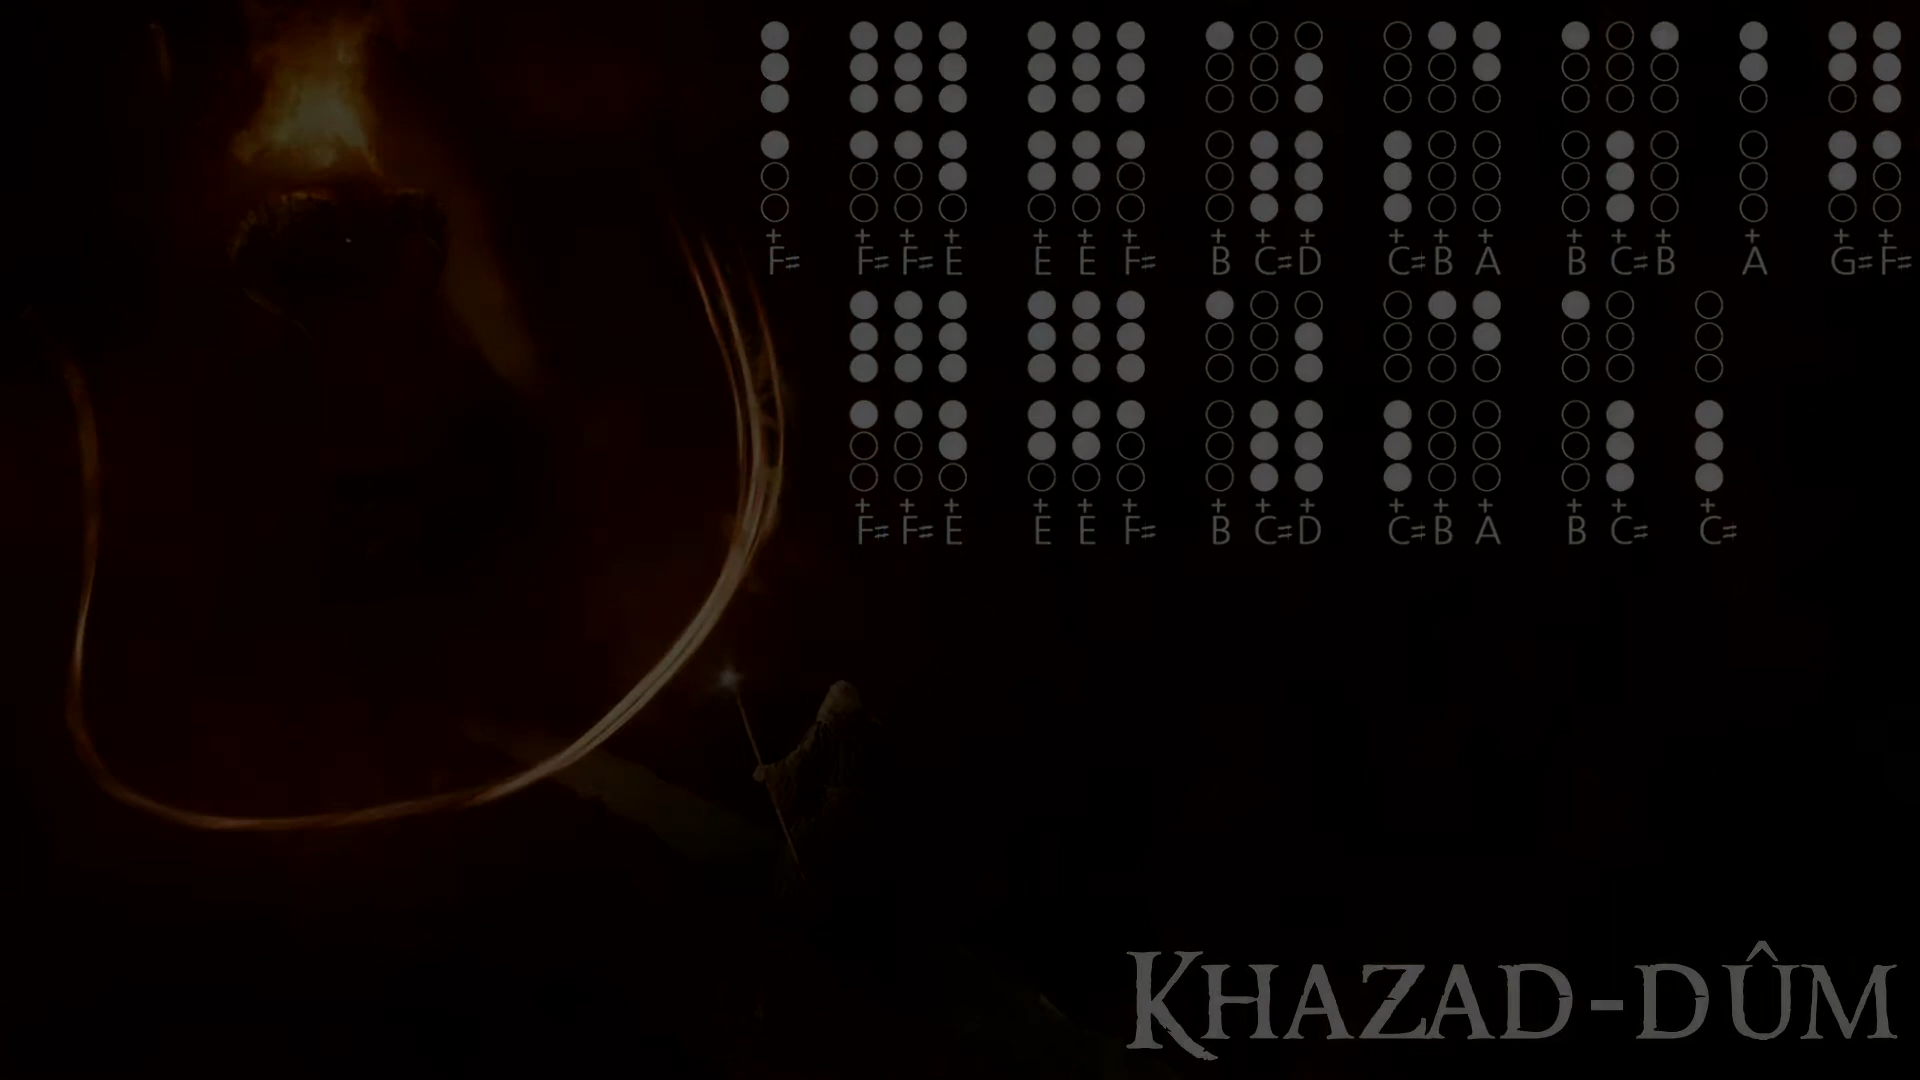 + + + + + + + + + + + + + + + + + + +
F# F# F# E E E F# B C# D C# B A B C# B A G# F#
+ + + + + + + + + + + + + + +
F# F# E E E F# B C# D C# B A B C# C#
KHAZAD-DÛM